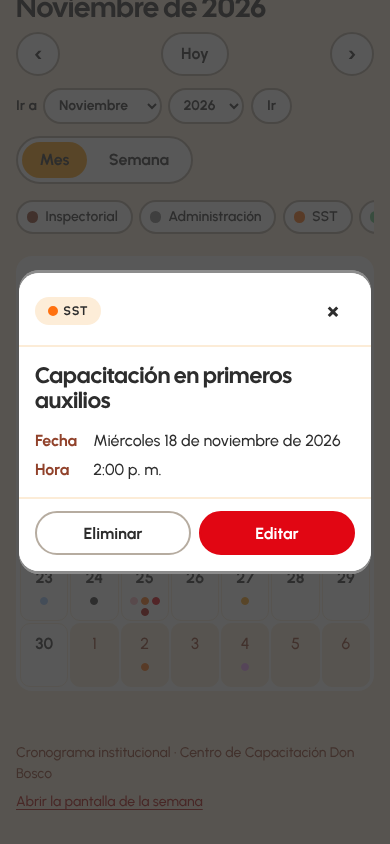 Noviembre de 2026
‹ Hoy ›
Ir a Noviembre 2026 Ir
Mes Semana
Inspectorial Administración SST
SST ×
Capacitación en primeros
auxilios
Fecha Miércoles 18 de noviembre de 2026
Hora 2:00 p. m.
Eliminar Editar
23 24 25 26 27 28 29
30 1 2 3 4 5 6
Cronograma institucional · Centro de Capacitación Don
Bosco
Abrir la pantalla de la semana